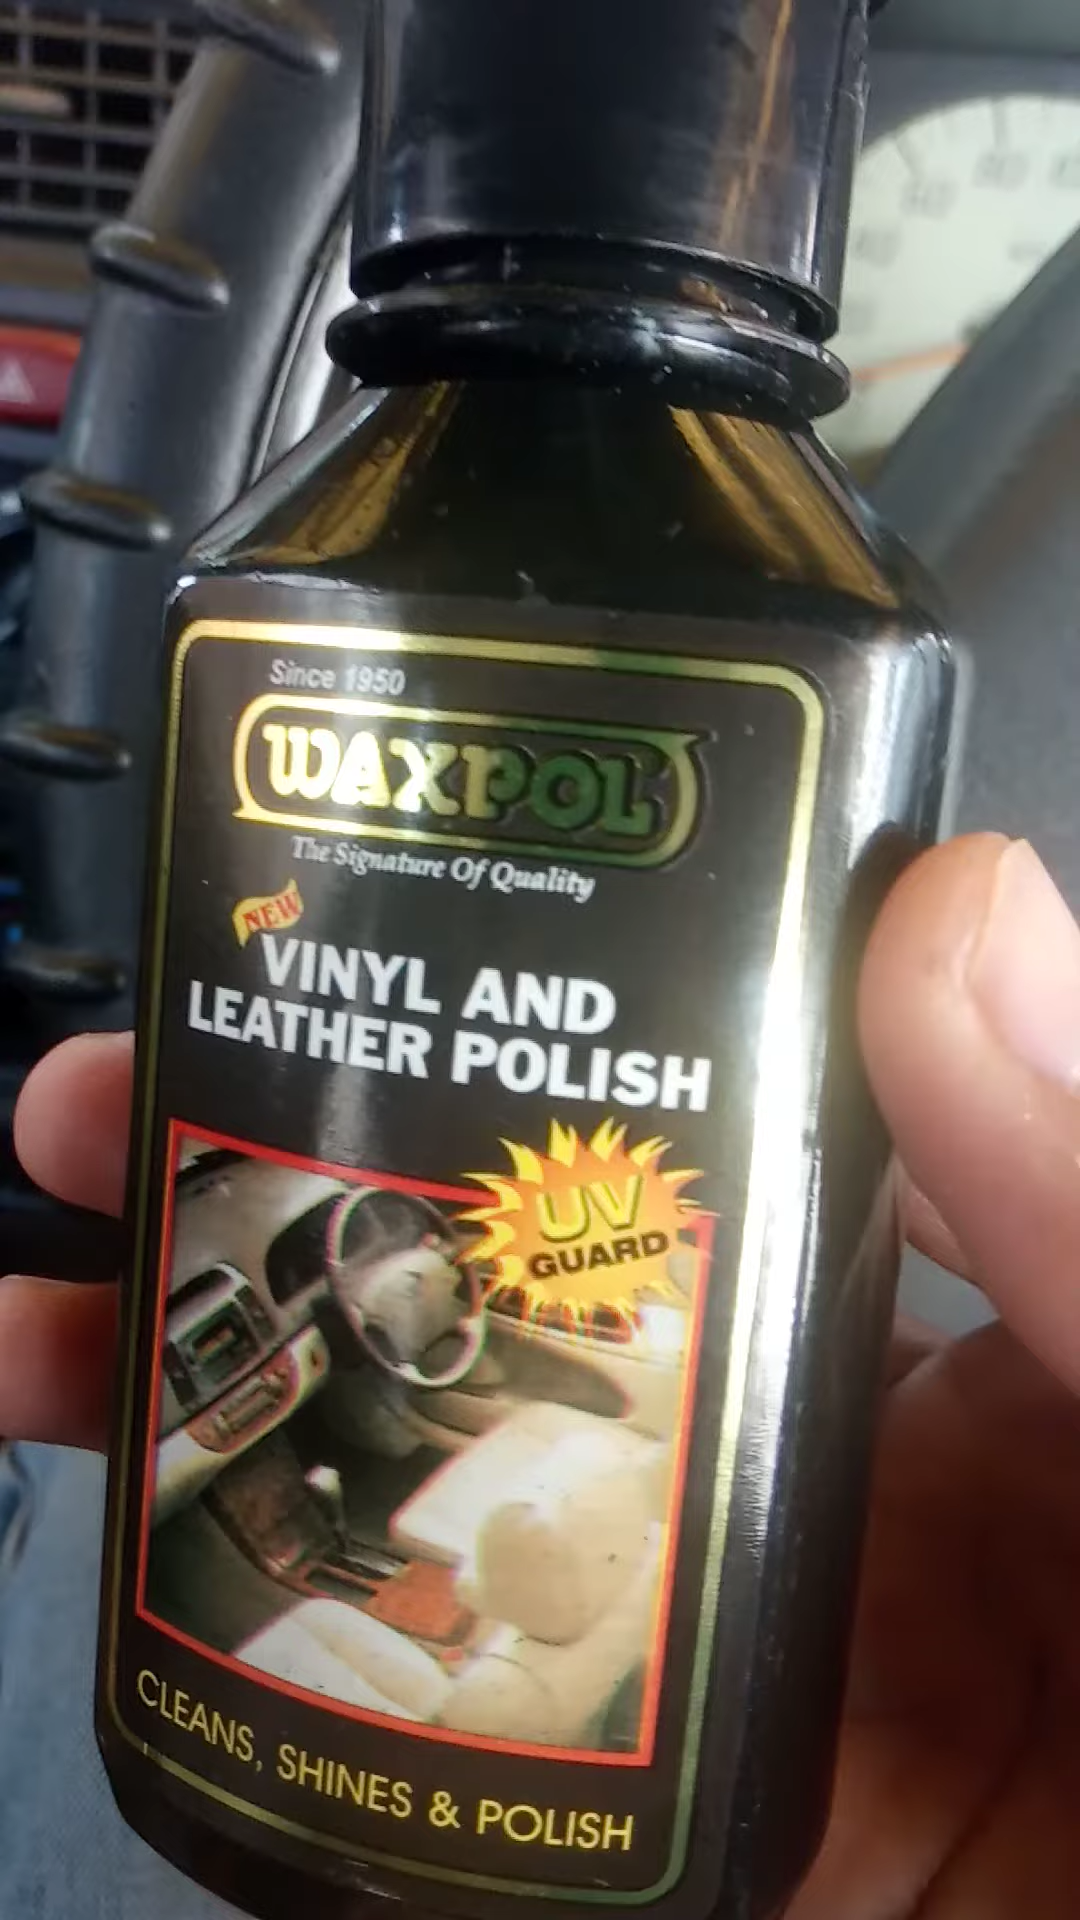 Since 1950
WAXPOL
The Signature Of Quality
NEW
VINYL AND
LEATHER POLISH
UV
GUARD
CLEANS, SHINES & POLISH